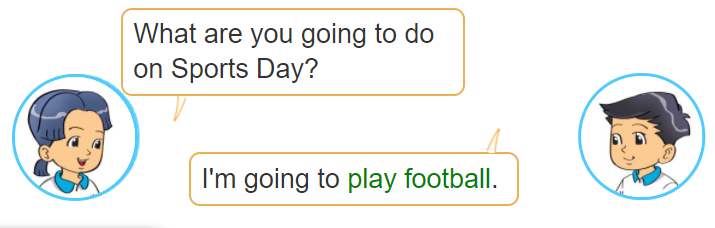 What are you going to do
on Sports Day?
I'm going to play football.